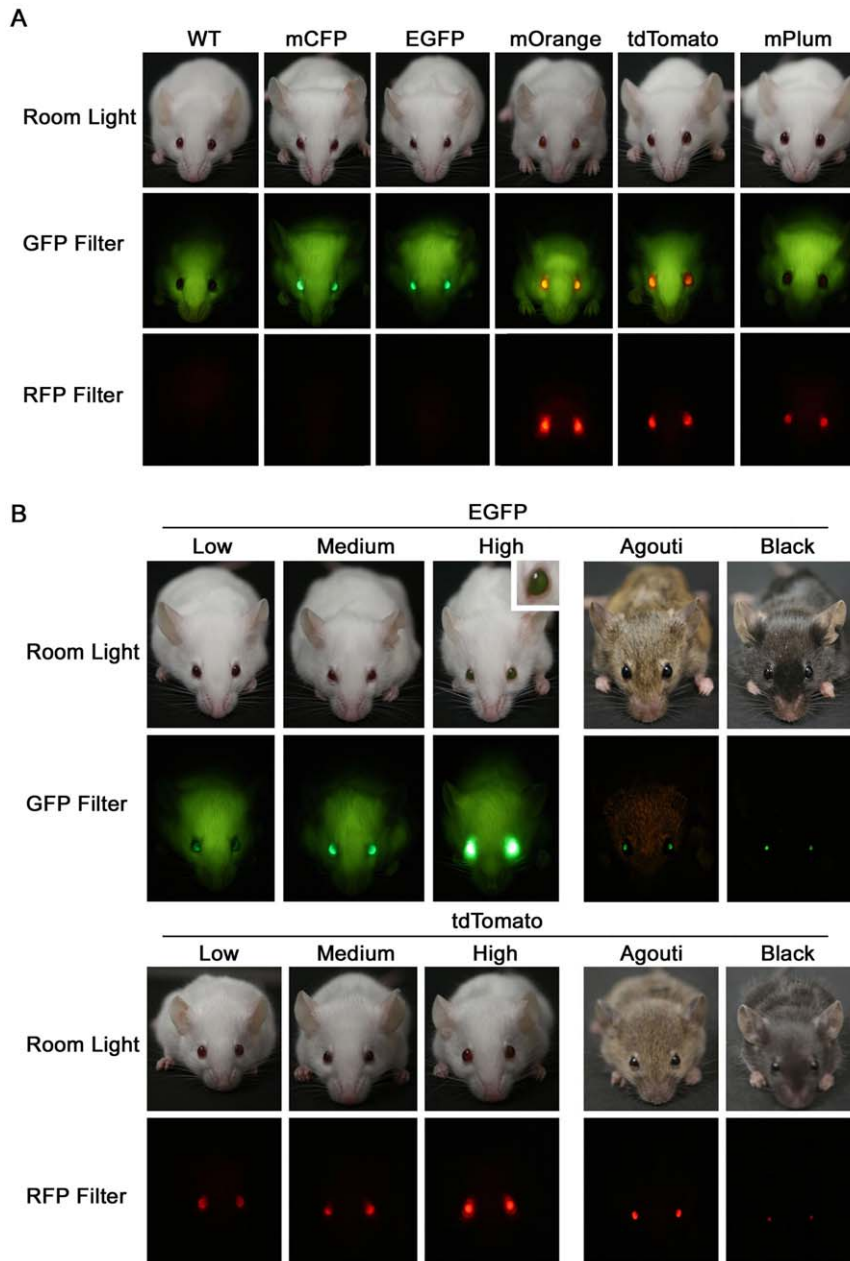 A
WT mCFP EGFP mOrange tdTomato mPlum
Room Light
GFP Filter
RFP Filter
B
EGFP
Low Medium High Agouti Black
Room Light
GFP Filter
tdTomato
Low Medium High Agouti Black
Room Light
RFP Filter